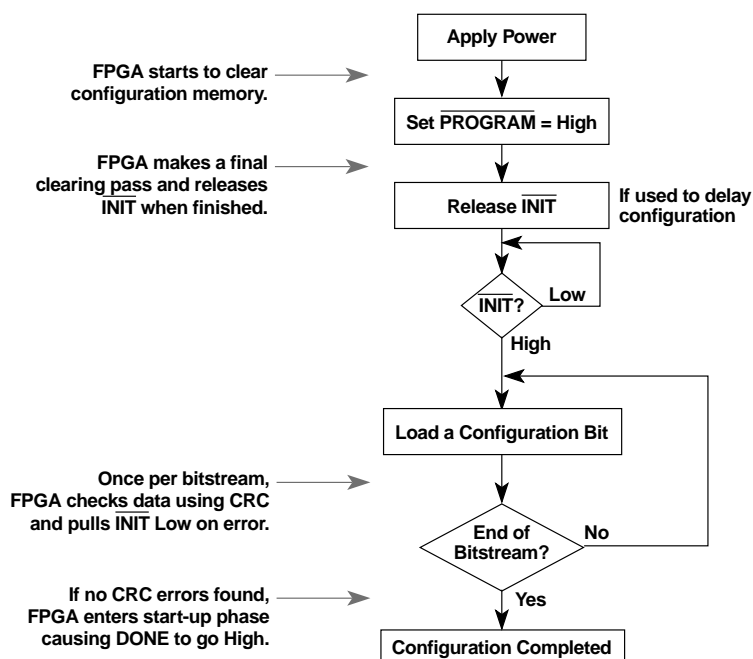 Apply Power
FPGA starts to clear
configuration memory.
Set PROGRAM = High
FPGA makes a final
clearing pass and releases
INIT when finished.
Release INIT
If used to delay
configuration
INIT?
Low
High
Load a Configuration Bit
Once per bitstream,
FPGA checks data using CRC
and pulls INIT Low on error.
End of
Bitstream?
No
Yes
If no CRC errors found,
FPGA enters start-up phase
causing DONE to go High.
Configuration Completed